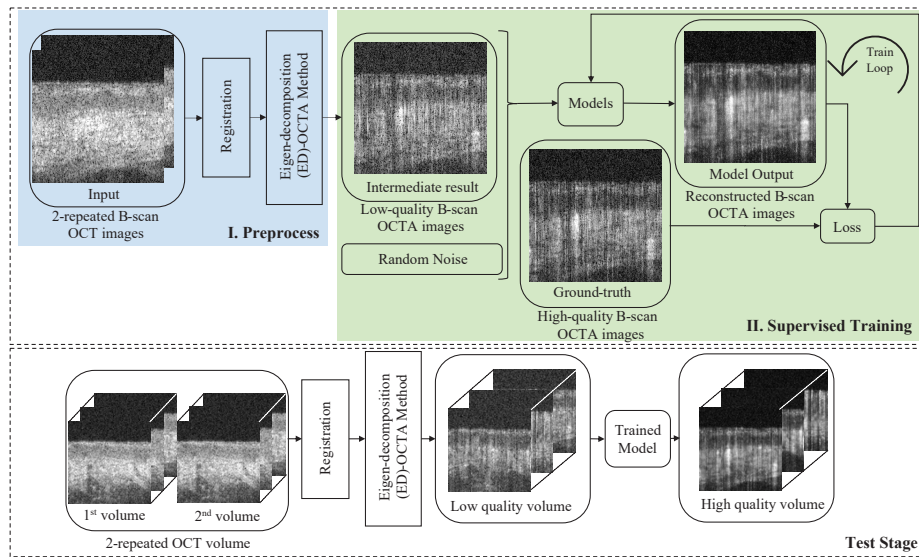 Input
2-repeated B-scan
OCT images
Registration
Eigen-decomposition
(ED)-OCTA Method
I. Preprocess
Intermediate result
Low-quality B-scan
OCTA images
Random Noise
Models
Ground-truth
High-quality B-scan
OCTA images
Model Output
Reconstructed B-scan
OCTA images
Train
Loop
Loss
II. Supervised Training
1st volume
2nd volume
2-repeated OCT volume
Registration
Eigen-decomposition
(ED)-OCTA Method
Low quality volume
Trained
Model
High quality volume
Test Stage